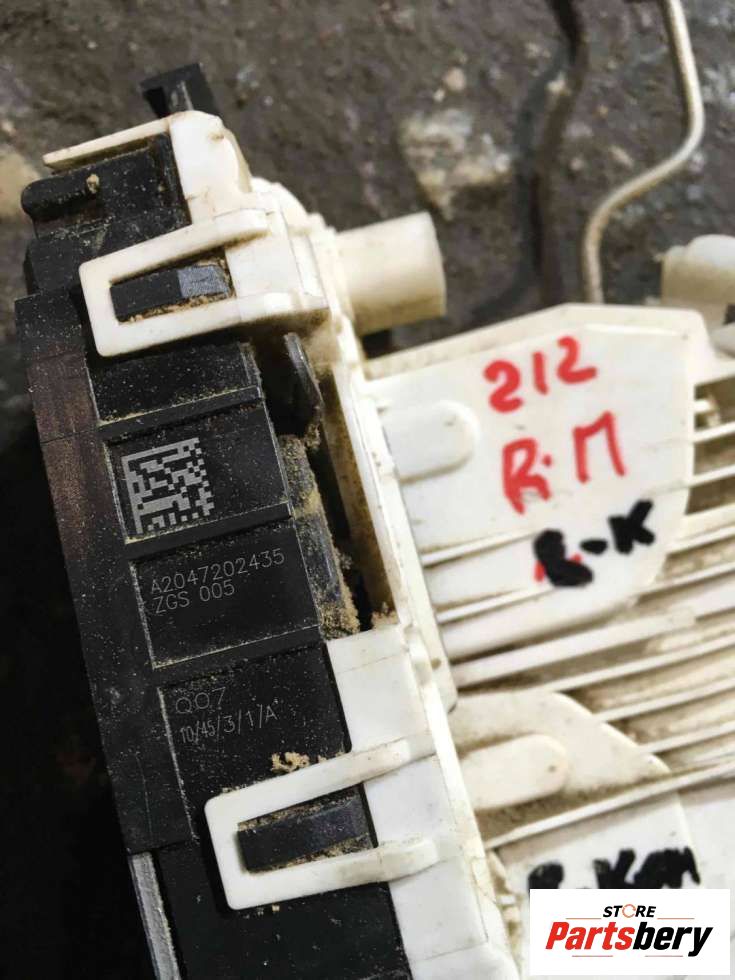 212
R.M
A2047202435
ZGS 005
Q07
10/45/3/1/A
STORE
Partsbery